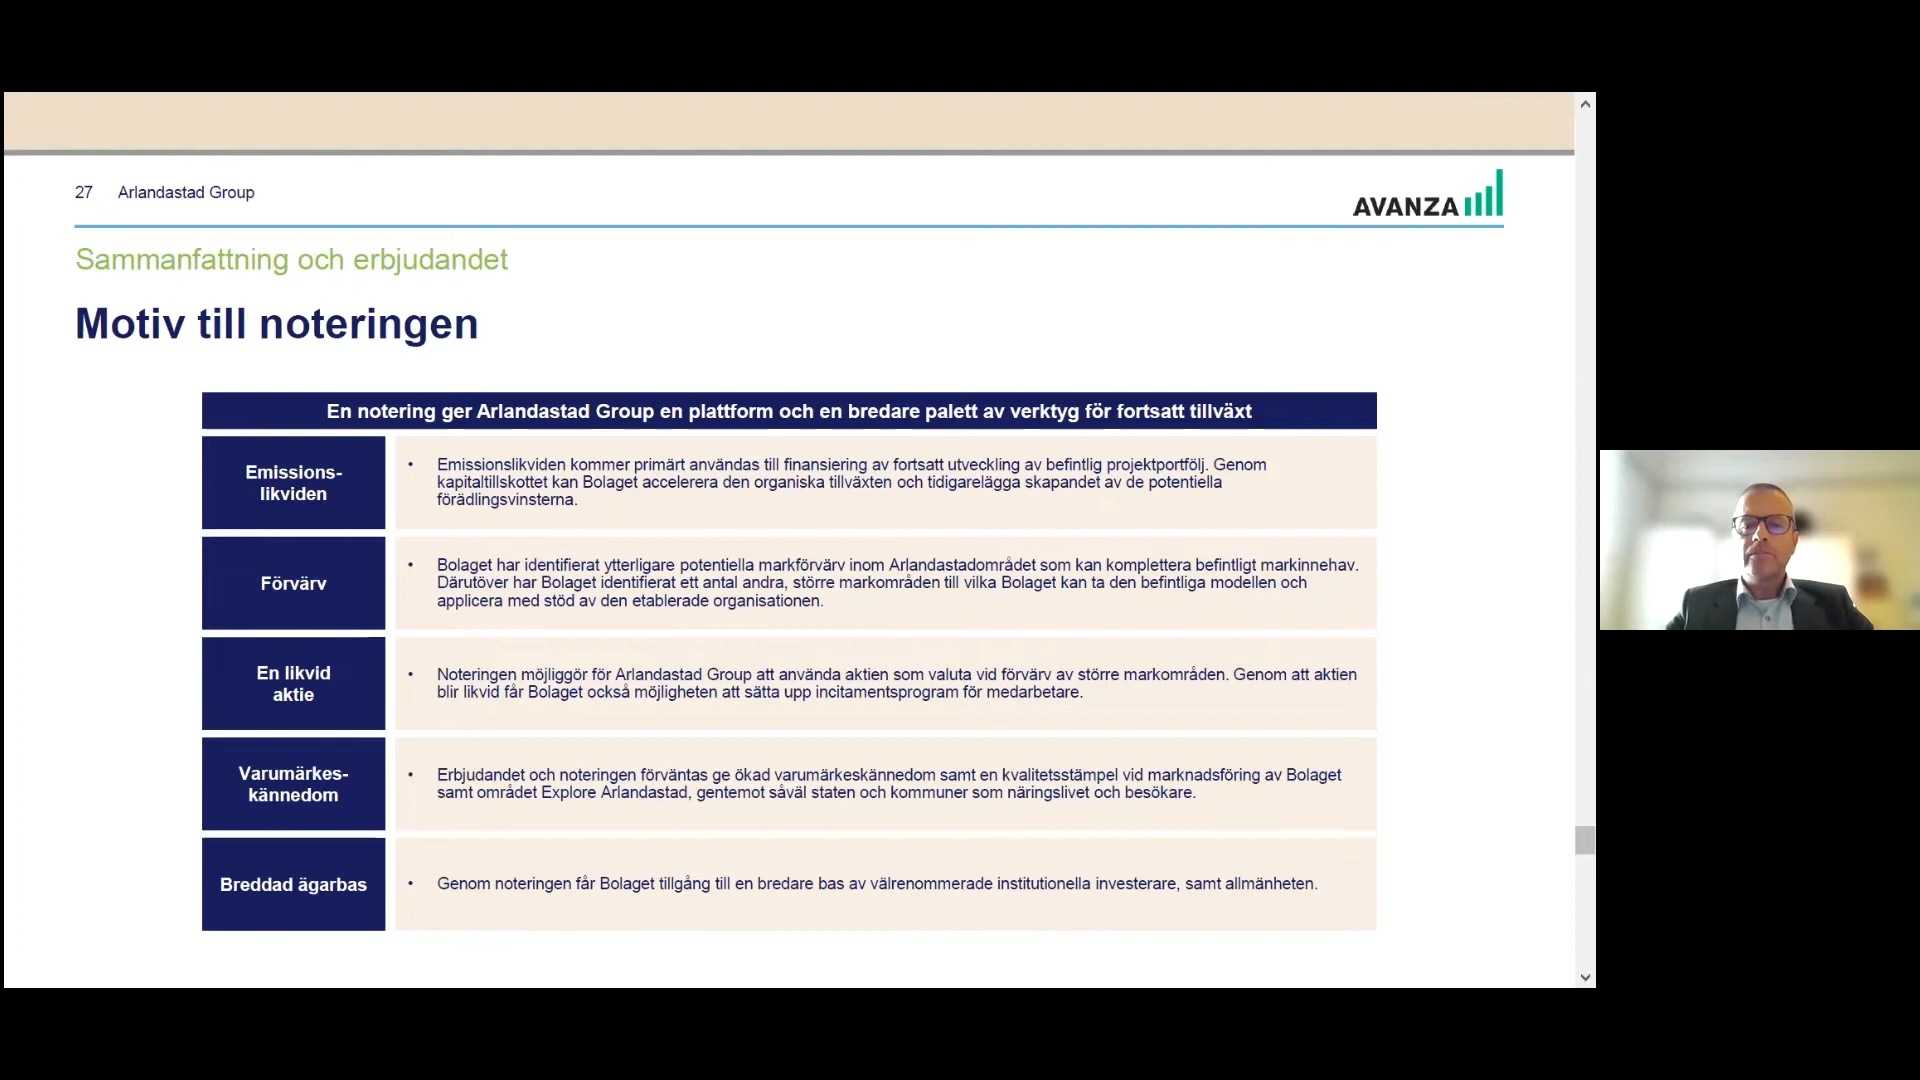 27 Arlandastad Group
AVANZA
Sammanfattning och erbjudandet
Motiv till noteringen
En notering ger Arlandastad Group en plattform och en bredare palett av verktyg för fortsatt tillväxt
Emissions-
likviden
• Emissionslikviden kommer primärt användas till finansiering av fortsatt utveckling av befintlig projektportfölj. Genom
kapitaltillskottet kan Bolaget accelerera den organiska tillväxten och tidigarelägga skapandet av de potentiella
förädlingsvinsterna.
Förvärv
• Bolaget har identifierat ytterligare potentiella markförvärv inom Arlandastadområdet som kan komplettera befintligt markinnehav.
Därutöver har Bolaget identifierat ett antal andra, större markområden till vilka Bolaget kan ta den befintliga modellen och
applicera med stöd av den etablerade organisationen.
En likvid
aktie
• Noteringen möjliggör för Arlandastad Group att använda aktien som valuta vid förvärv av större markområden. Genom att aktien
blir likvid får Bolaget också möjligheten att sätta upp incitamentsprogram för medarbetare.
Varumärkes-
kännedom
• Erbjudandet och noteringen förväntas ge ökad varumärkeskännedom samt en kvalitetsstämpel vid marknadsföring av Bolaget
samt området Explore Arlandastad, gentemot såväl staten och kommuner som näringslivet och besökare.
Breddad ägarbas
• Genom noteringen får Bolaget tillgång till en bredare bas av välrenommerade institutionella investerare, samt allmänheten.